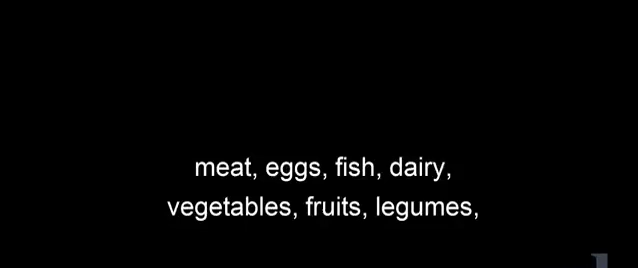 meat, eggs, fish, dairy,
vegetables, fruits, legumes,